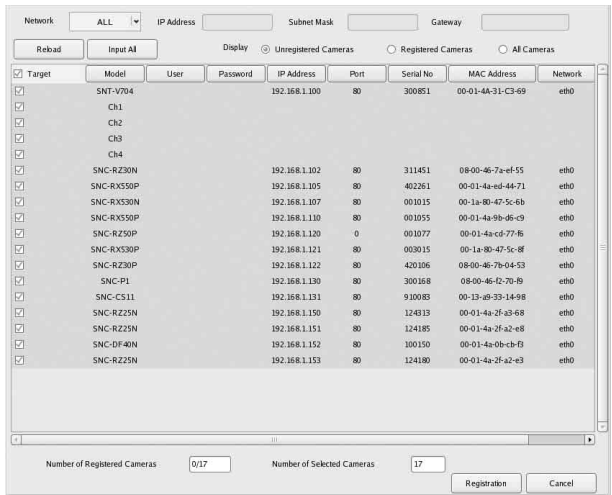 Network ALL IP Address Subnet Mask Gateway
Reload Input All Display Unregistered Cameras Registered Cameras All Cameras
Target Model User Password IP Address Port Serial No MAC Address Network
SNT-V704 192.168.1.100 80 300851 00-01-4A-31-C3-69 eth0
Ch1
Ch2
Ch3
Ch4
SNC-RZ30N 192.168.1.102 80 311451 08-00-46-7a-ef-55 eth0
SNC-RX550P 192.168.1.105 80 402261 00-01-4a-ed-44-71 eth0
SNC-RX530N 192.168.1.107 80 001015 00-1a-80-47-5c-6b eth0
SNC-RX550P 192.168.1.110 80 001055 00-01-4a-9b-d6-c9 eth0
SNC-RZ50P 192.168.1.120 0 001077 00-01-4a-cd-77-f6 eth0
SNC-RX530P 192.168.1.121 80 003015 00-1a-80-47-5c-8f eth0
SNC-RZ30P 192.168.1.122 80 420106 08-00-46-7b-04-53 eth0
SNC-P1 192.168.1.130 80 300168 08-00-46-f2-70-f9 eth0
SNC-CS11 192.168.1.131 80 910083 00-13-a9-33-14-98 eth0
SNC-RZ25N 192.168.1.150 80 124313 00-01-4a-2f-a3-68 eth0
SNC-RZ25N 192.168.1.151 80 124185 00-01-4a-2f-a2-e8 eth0
SNC-DF40N 192.168.1.152 80 100150 00-01-4a-0b-cb-f3 eth0
SNC-RZ25N 192.168.1.153 80 124180 00-01-4a-2f-a2-e3 eth0
Number of Registered Cameras 0/17 Number of Selected Cameras 17
Registration Cancel